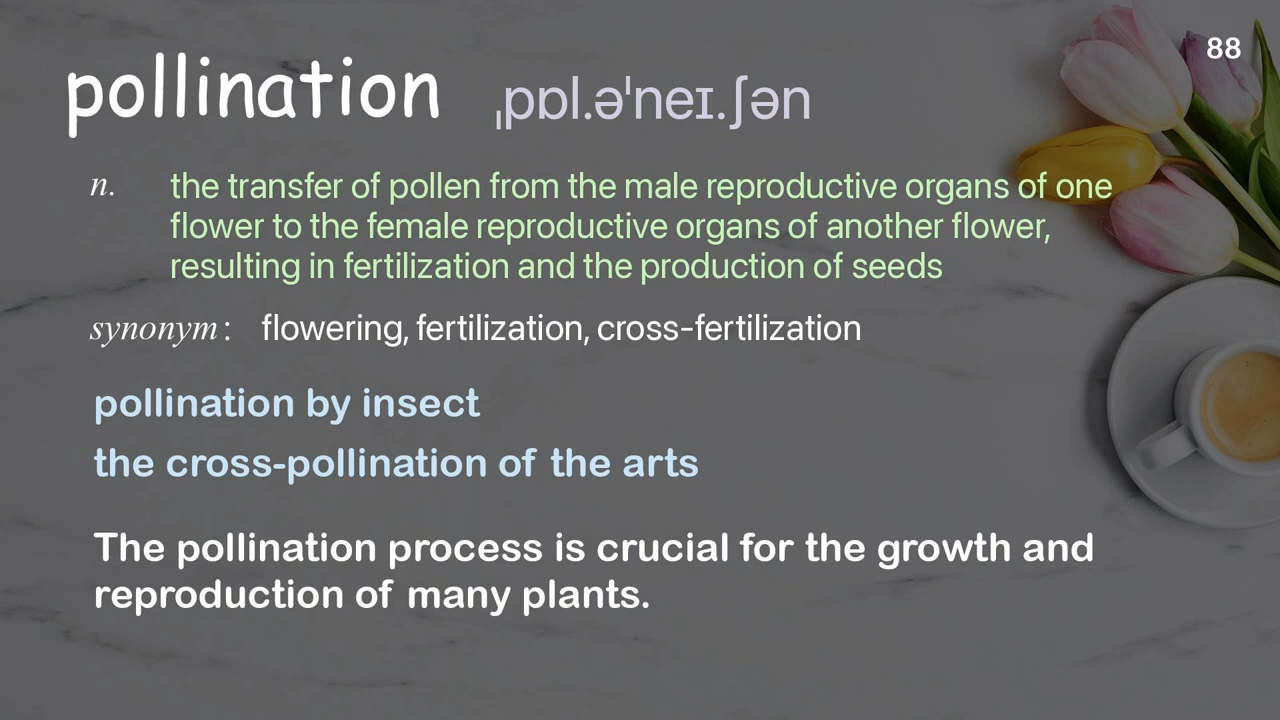 88
pollination ˌpɒl.əˈneɪ.ʃən
n. the transfer of pollen from the male reproductive organs of one
flower to the female reproductive organs of another flower,
resulting in fertilization and the production of seeds
synonym: flowering, fertilization, cross-fertilization
pollination by insect
the cross-pollination of the arts
The pollination process is crucial for the growth and
reproduction of many plants.